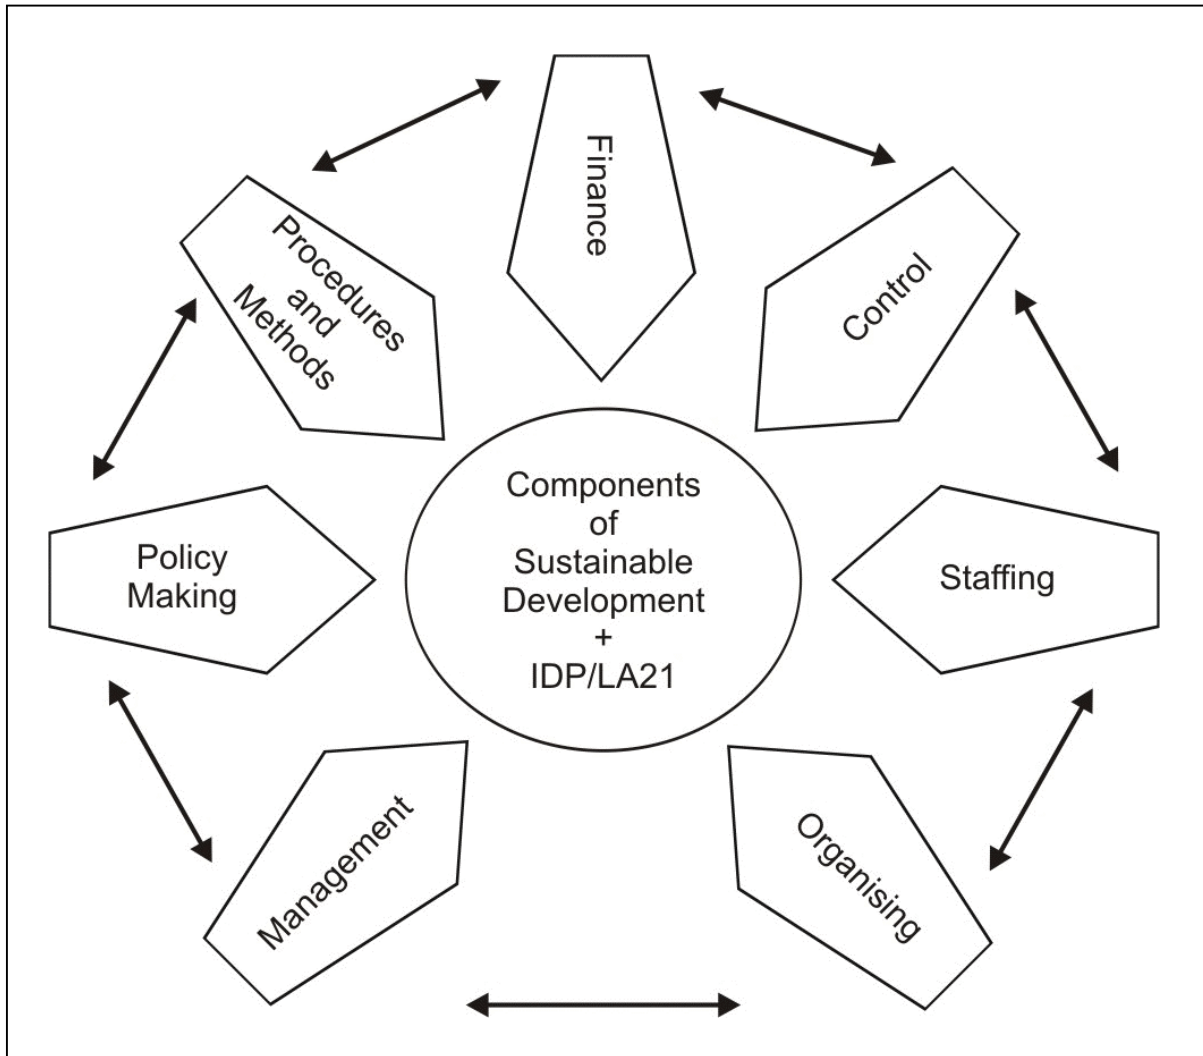 Finance
Procedures
and
Methods
Control
Components
of
Sustainable
Development
+
IDP/LA21
Policy
Making
Staffing
Management
Organising